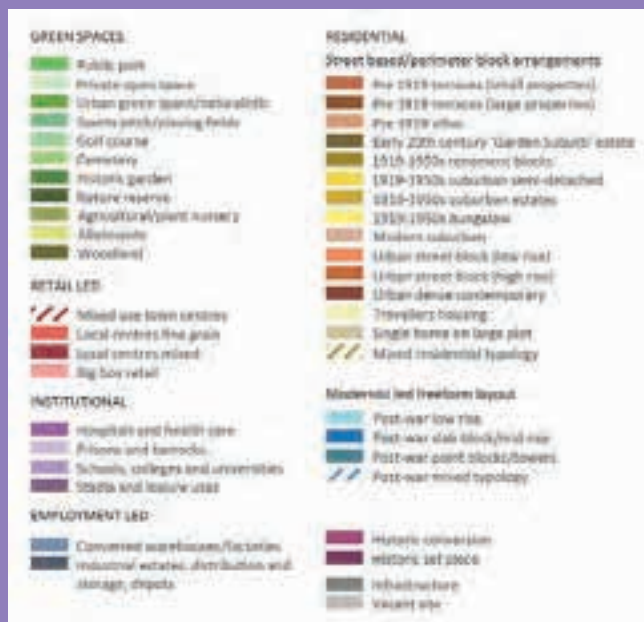 GREEN SPACES
Public park
Private open space
Urban green space/naturalistic
Sports pitch/playing fields
Golf course
Cemetery
Historic garden
Nature reserve
Agricultural/plant nursery
Allotments
Woodland
RETAIL LED
Mixed use town centres
Local centres fine grain
Local centres mixed
Big box retail
INSTITUTIONAL
Hospitals and health care
Prisons and barracks
Schools, colleges and universities
Stadia and leisure uses
EMPLOYMENT LED
Converted warehouses/factories
Industrial estates, distribution and
storage, depots
RESIDENTIAL
Street based/perimeter block arrangements
Pre 1919 terraces (small properties)
Pre 1919 terraces (large properties)
Pre 1919 other
Early 20th century 'Garden Suburb' estate
1919-1950s tenement blocks
1919-1950s suburban semi-detached
1919-1950s suburban estates
1919-1950s bungalow
Modern suburban
Urban street block (low rise)
Urban street block (high rise)
Urban dense contemporary
Travellers housing
Single home on large plot
Mixed residential typology
Modernist led freeform layout
Post-war low rise
Post-war slab block/mid rise
Post-war point blocks/towers
Post-war mixed typology
Historic conversion
Historic set piece
Infrastructure
Vacant site